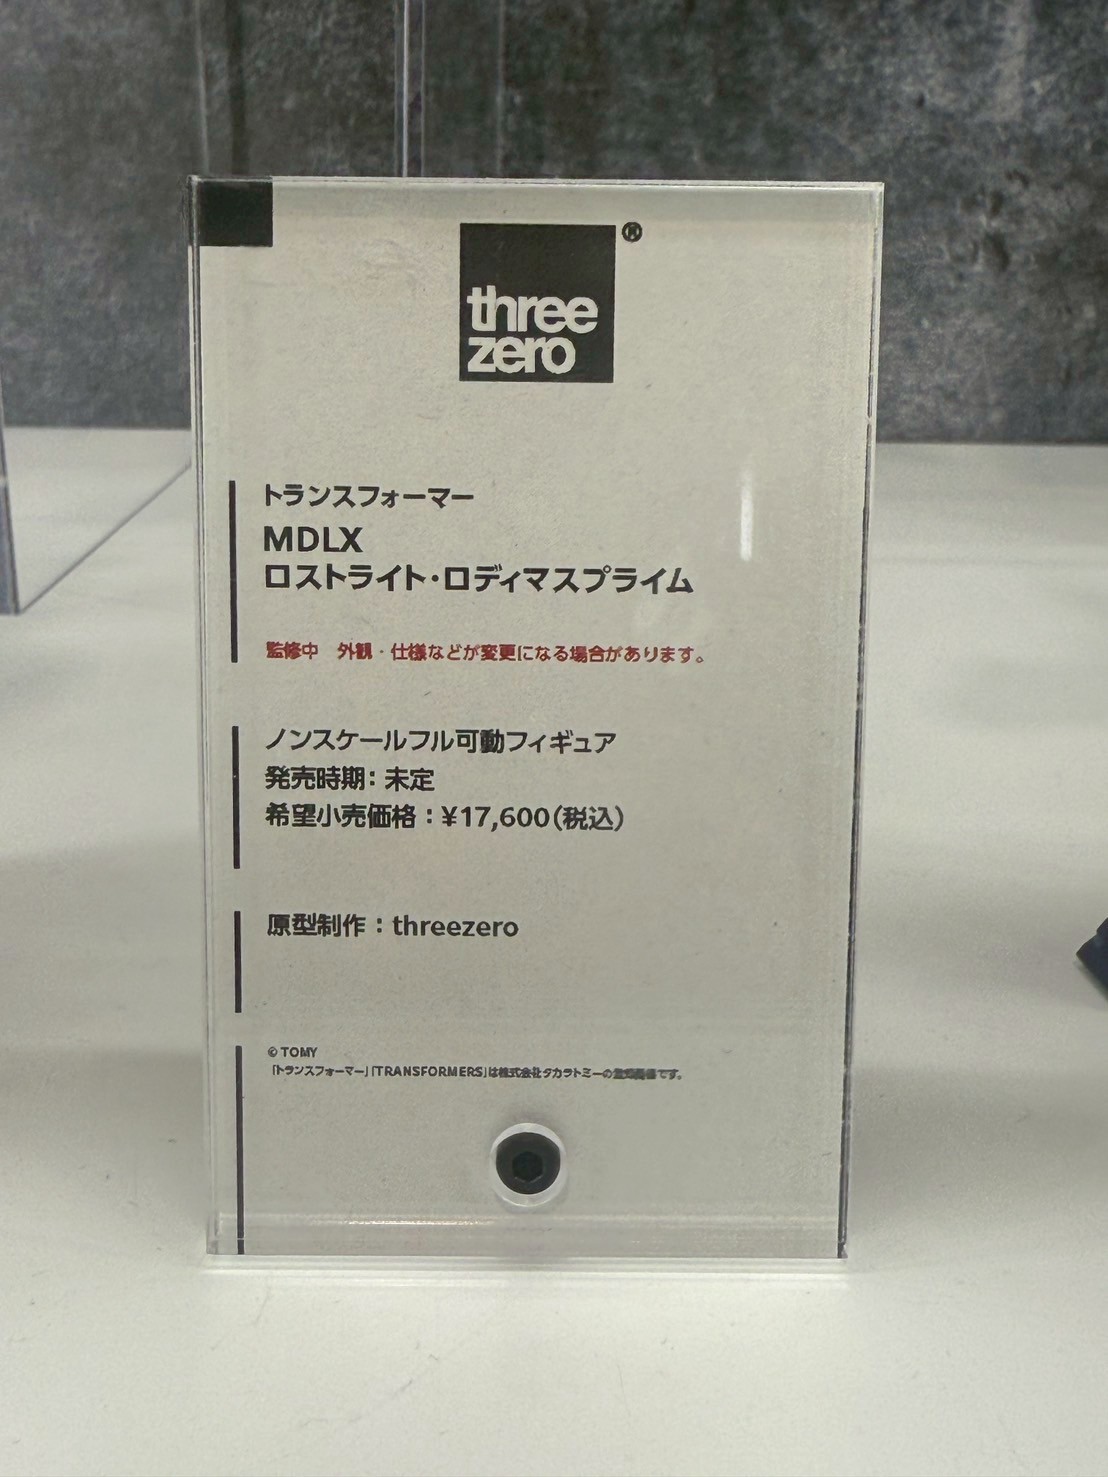 three
zero
®
トランスフォーマー
MDLX
ロストライト・ロディマスプライム
監修中　外観・仕様などが変更になる場合があります。
ノンスケールフル可動フィギュア
発売時期：未定
希望小売価格：¥17,600(税込)
原型制作：threezero
© TOMY
「トランスフォーマー」「TRANSFORMERS」は株式会社タカラトミーの登録商標です。